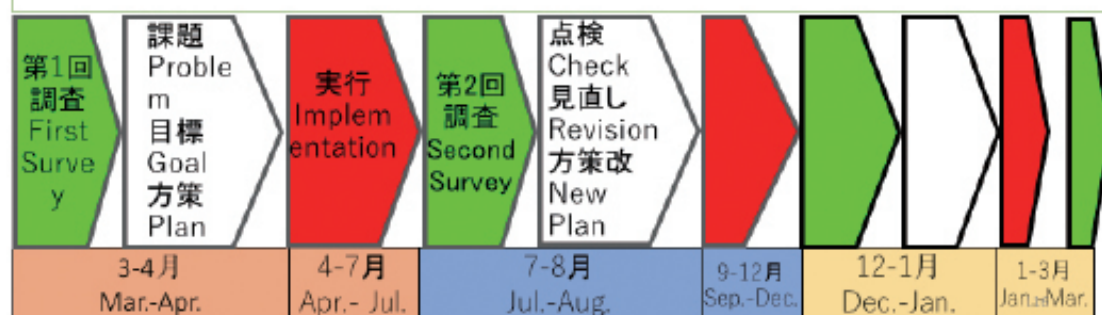 第1回
調査
First
Surve
y
課題
Proble
m
目標
Goal
方策
Plan
実行
Implem
entation
第2回
調査
Second
Survey
点検
Check
見直し
Revision
方策改
New
Plan
3-4月
Mar.-Apr.
4-7月
Apr.- Jul.
7-8月
Jul.-Aug.
9-12月
Sep.-Dec.
12-1月
Dec.-Jan.
1-3月
Jan.-Mar.